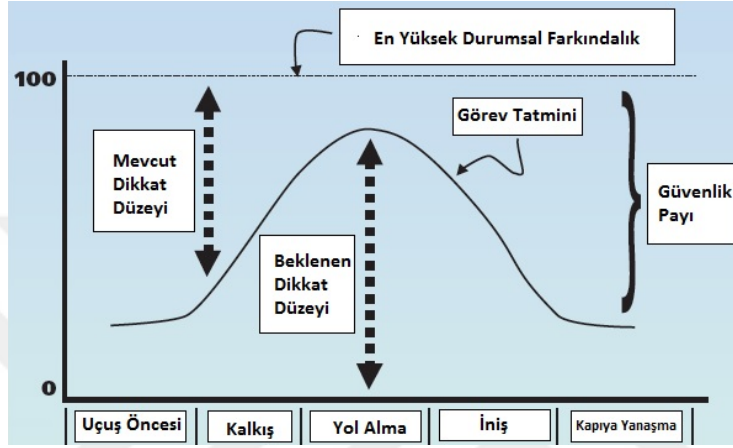 En Yüksek Durumsal Farkındalık
100
Görev Tatmini
Mevcut
Dikkat
Düzeyi
Güvenlik
Payı
Beklenen
Dikkat
Düzeyi
0
Uçuş Öncesi
Kalkış
Yol Alma
İniş
Kapıya Yanaşma